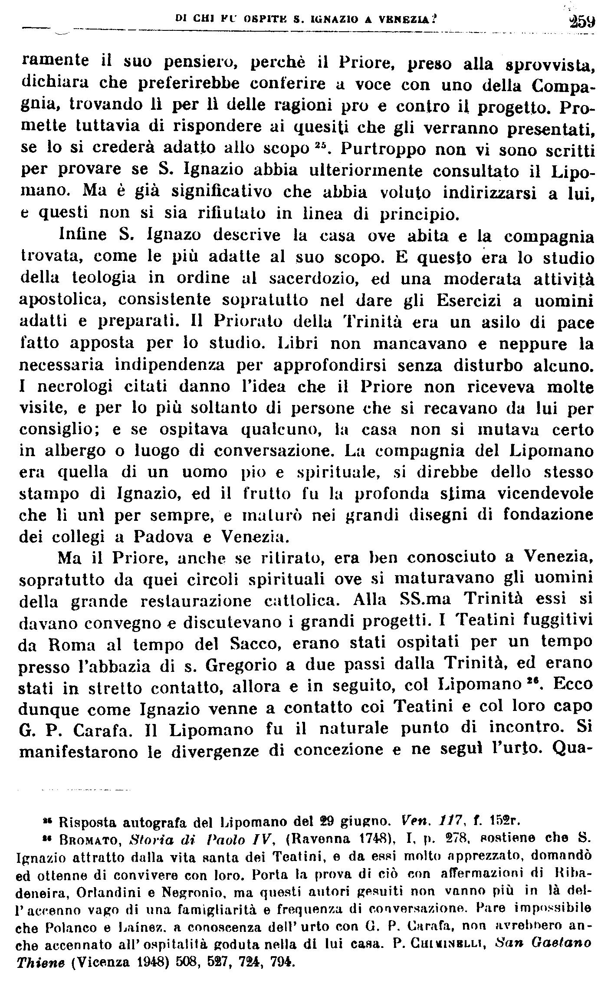 DI CHI FU OSPITE S. IGNAZIO A VENEZIA? 259
ramente il suo pensiero, perchè il Priore, preso alla sprovvista,
dichiara che preferirebbe conferire a voce con uno della Compa-
gnia, trovando lì per lì delle ragioni pro e contro il progetto. Pro-
mette tuttavia di rispondere ai quesiti che gli verranno presentati,
se lo si crederà adatto allo scopo ²⁵. Purtroppo non vi sono scritti
per provare se S. Ignazio abbia ulteriormente consultato il Lipo-
mano. Ma è già significativo che abbia voluto indirizzarsi a lui,
e questi non si sia rifiutato in linea di principio.
Infine S. Ignazo descrive la casa ove abita e la compagnia
trovata, come le più adatte al suo scopo. E questo era lo studio
della teologia in ordine al sacerdozio, ed una moderata attività
apostolica, consistente sopratutto nel dare gli Esercizi a uomini
adatti e preparati. Il Priorato della Trinità era un asilo di pace
fatto apposta per lo studio. Libri non mancavano e neppure la
necessaria indipendenza per approfondirsi senza disturbo alcuno.
I necrologi citati danno l'idea che il Priore non riceveva molte
visite, e per lo più soltanto di persone che si recavano da lui per
consiglio; e se ospitava qualcuno, la casa non si mutava certo
in albergo o luogo di conversazione. La compagnia del Lipomano
era quella di un uomo pio e spirituale, si direbbe dello stesso
stampo di Ignazio, ed il frutto fu la profonda stima vicendevole
che li unì per sempre, e maturò nei grandi disegni di fondazione
dei collegi a Padova e Venezia.
Ma il Priore, anche se ritirato, era ben conosciuto a Venezia,
sopratutto da quei circoli spirituali ove si maturavano gli uomini
della grande restaurazione cattolica. Alla SS.ma Trinità essi si
davano convegno e discutevano i grandi progetti. I Teatini fuggitivi
da Roma al tempo del Sacco, erano stati ospitati per un tempo
presso l'abbazia di s. Gregorio a due passi dalla Trinità, ed erano
stati in stretto contatto, allora e in seguito, col Lipomano ²⁶. Ecco
dunque come Ignazio venne a contatto coi Teatini e col loro capo
G. P. Carafa. Il Lipomano fu il naturale punto di incontro. Si
manifestarono le divergenze di concezione e ne seguì l'urto. Qua-
²⁵ Risposta autografa del Lipomano del 29 giugno. Ven. 117, f. 152r.
²⁶ BROMATO, Storia di Paolo IV, (Ravenna 1748), I, p. 278, sostiene che S.
Ignazio attratto dalla vita santa dei Teatini, e da essi molto apprezzato, domandò
ed ottenne di convivere con loro. Porta la prova di ciò con affermazioni di Riba-
deneira, Orlandini e Negronio, ma questi autori gesuiti non vanno più in là del-
l'accenno vago di una famigliarità e frequenza di conversazione. Pare impossibile
che Polanco e Lainez, a conoscenza dell'urto con G. P. Carafa, non avrebbero an-
che accennato all'ospitalità goduta nella di lui casa. P. CHIMINELLI, San Gaetano
Thiene (Vicenza 1948) 508, 527, 724, 794.